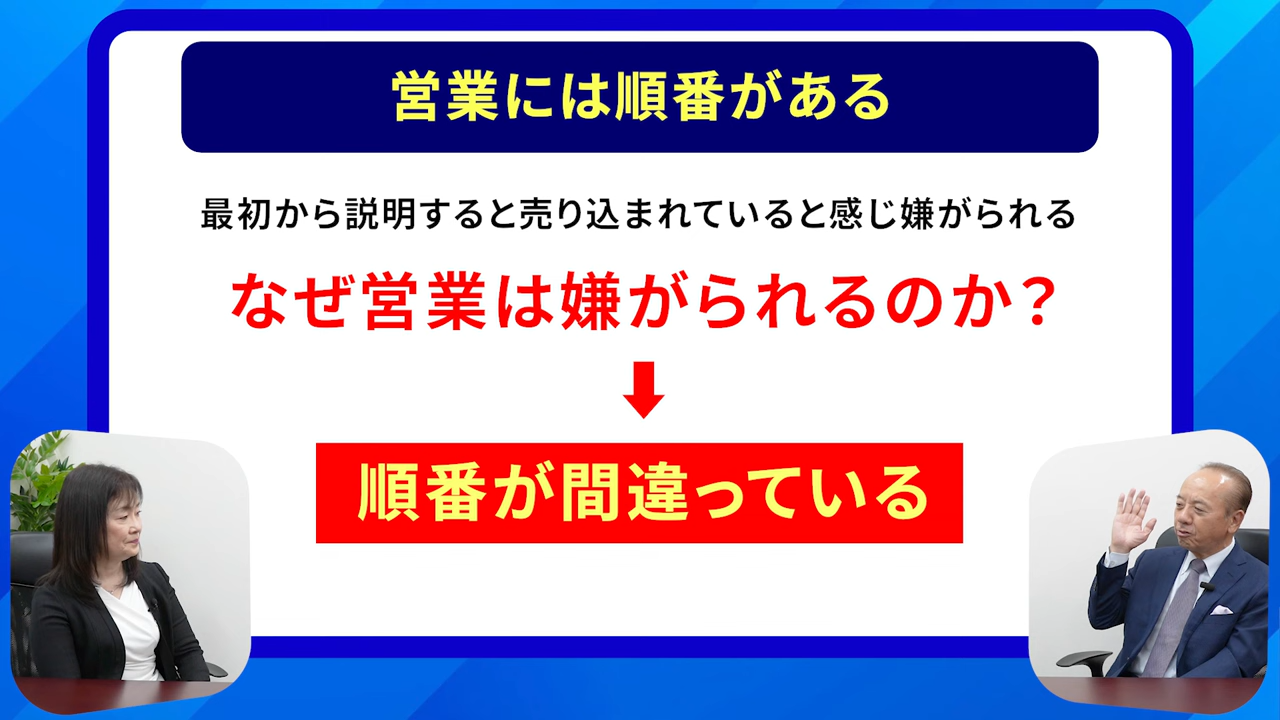 営業には順番がある
最初から説明すると売り込まれていると感じ嫌がられる
なぜ営業は嫌がられるのか？
順番が間違っている